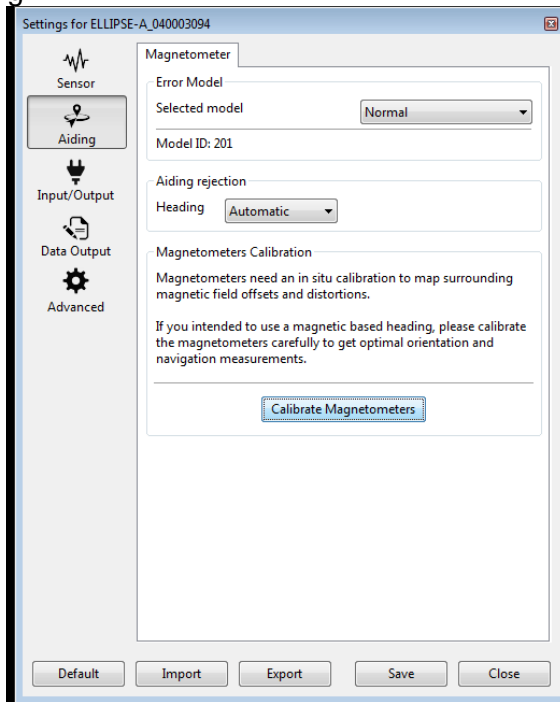 g
Settings for ELLIPSE-A_040003094
Sensor
Aiding
Input/Output
Data Output
Advanced
Magnetometer
Error Model
Selected model Normal
Model ID: 201
Aiding rejection
Heading Automatic
Magnetometers Calibration
Magnetometers need an in situ calibration to map surrounding
magnetic field offsets and distortions.
If you intended to use a magnetic based heading, please calibrate
the magnetometers carefully to get optimal orientation and
navigation measurements.
Calibrate Magnetometers
Default Import Export Save Close